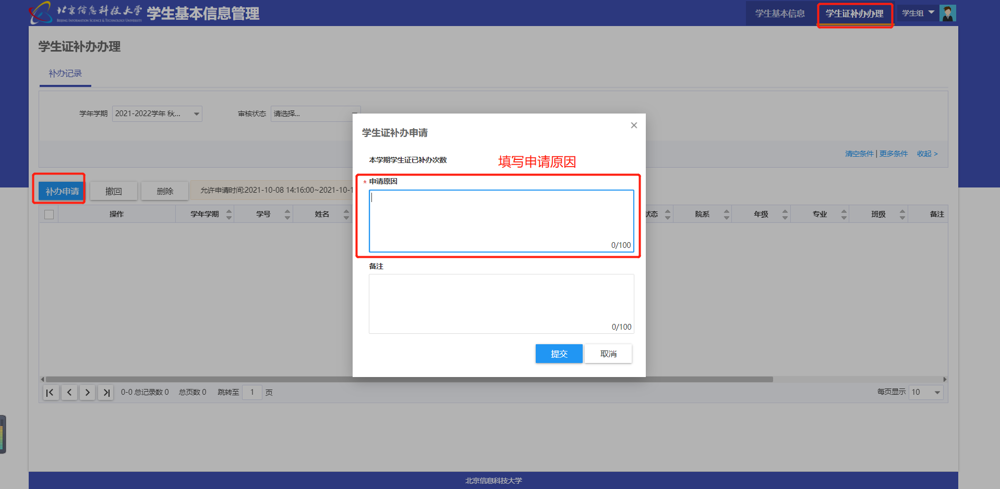 北京信息科技大学
BEIJING INFORMATION SCIENCE & TECHNOLOGY UNIVERSITY
学生基本信息管理
学生基本信息
学生证补办办理
学生组
学生证补办办理
补办记录
学年学期 2021-2022学年 秋...
审核状态 请选择...
清空条件 | 更多条件 收起 >
补办申请 撤回 删除 允许申请时间:2021-10-08 14:16:00~2021-10-1
操作 学年学期 学号 姓名 状态 院系 年级 专业 班级 备注
学生证补办申请
×
本学期学生证已补办次数
填写申请原因
* 申请原因
0/100
备注
0/100
提交 取消
0-0 总记录数 0 总页数 0 跳转至 1 页
每页显示 10
北京信息科技大学